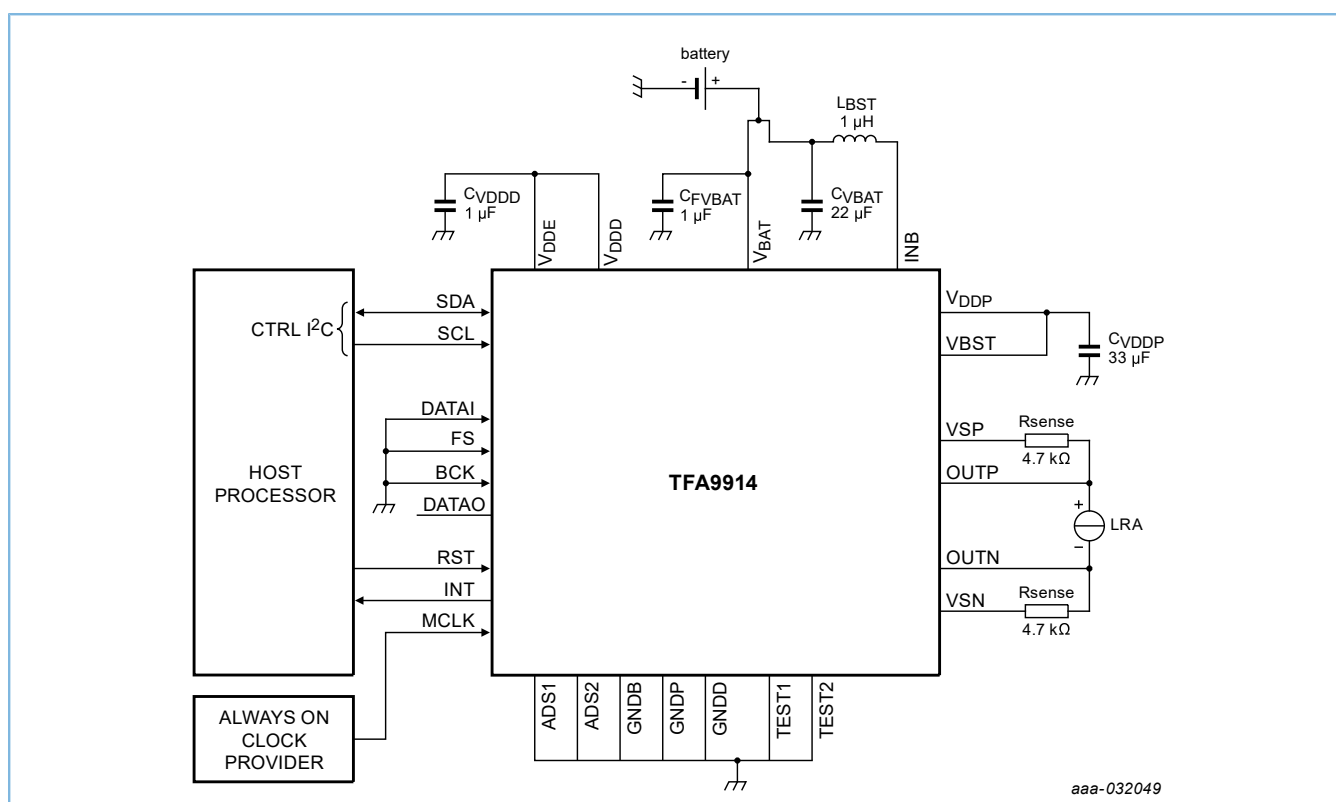 battery
- +
LBST
1 µH
CVDDD
1 µF
CFVBAT
1 µF
CVBAT
22 µF
VDDE
VDDD
VBAT
INB
HOST
PROCESSOR
CTRL I2C
SDA
SCL
DATAI
FS
BCK
DATAO
RST
INT
MCLK
TFA9914
VDDP
VBST
CVDDP
33 µF
VSP
Rsense
4.7 kΩ
OUTP
+
LRA
−
OUTN
VSN
Rsense
4.7 kΩ
ALWAYS ON
CLOCK
PROVIDER
ADS1
ADS2
GNDB
GNDP
GNDD
TEST1
TEST2
aaa-032049